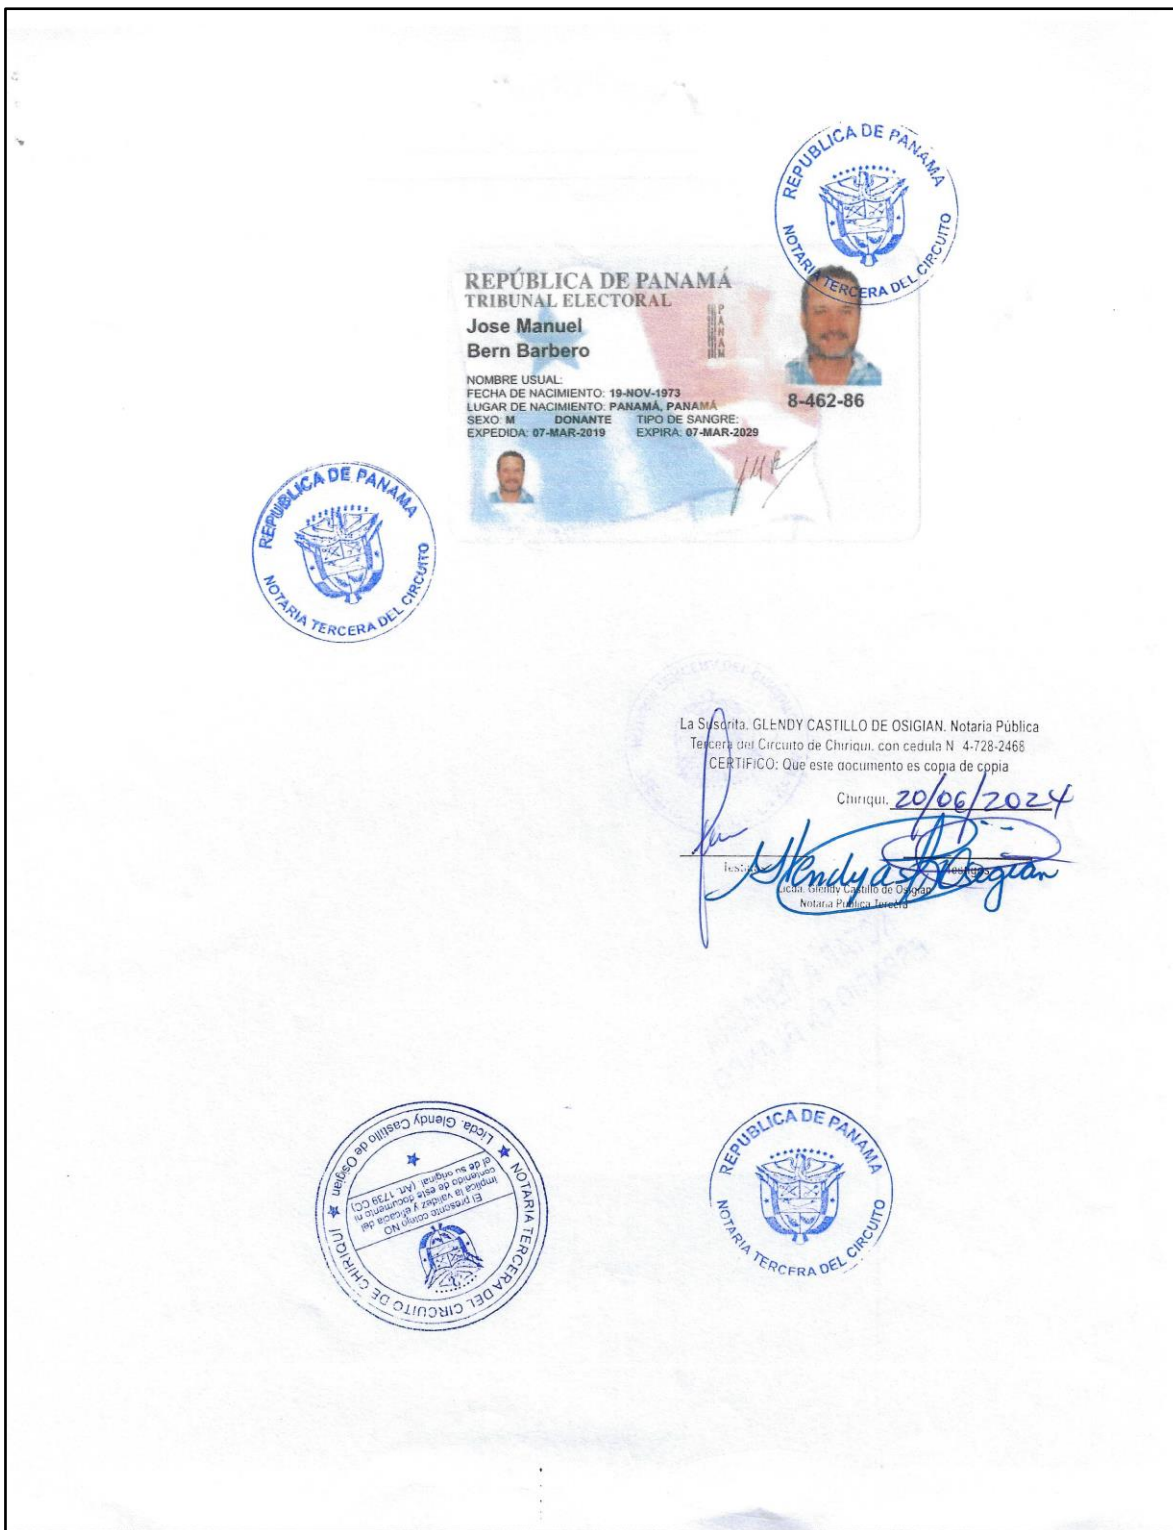 REPUBLICA DE PANAMA
NOTARIA TERCERA DEL CIRCUITO
REPÚBLICA DE PANAMÁ
TRIBUNAL ELECTORAL
Jose Manuel
Bern Barbero
PANAMA
NOMBRE USUAL:
FECHA DE NACIMIENTO: 19-NOV-1973
LUGAR DE NACIMIENTO: PANAMÁ, PANAMÁ
SEXO: M DONANTE TIPO DE SANGRE:
EXPEDIDA: 07-MAR-2019 EXPIRA: 07-MAR-2029
8-462-86
REPUBLICA DE PANAMA
NOTARIA TERCERA DEL CIRCUITO
La Suscrita, GLENDY CASTILLO DE OSIGIAN, Notaria Pública
Tercera del Circuito de Chiriqui, con cedula N 4-728-2468
CERTIFICO: Que este documento es copia de copia
Chiriqui, 20/06/2024
Testigos
Licda. Glendy Castillo de Osigian
Notaria Pública Tercera
NOTARIA TERCERA DEL CIRCUITO DE CHIRIQUI
Licda. Glendy Castillo de Osigian
El presente como NO
implica la validez y eficacia del
contenido de este documento ni
el de su original (Art. 1739 CC)
REPUBLICA DE PANAMA
NOTARIA TERCERA DEL CIRCUITO